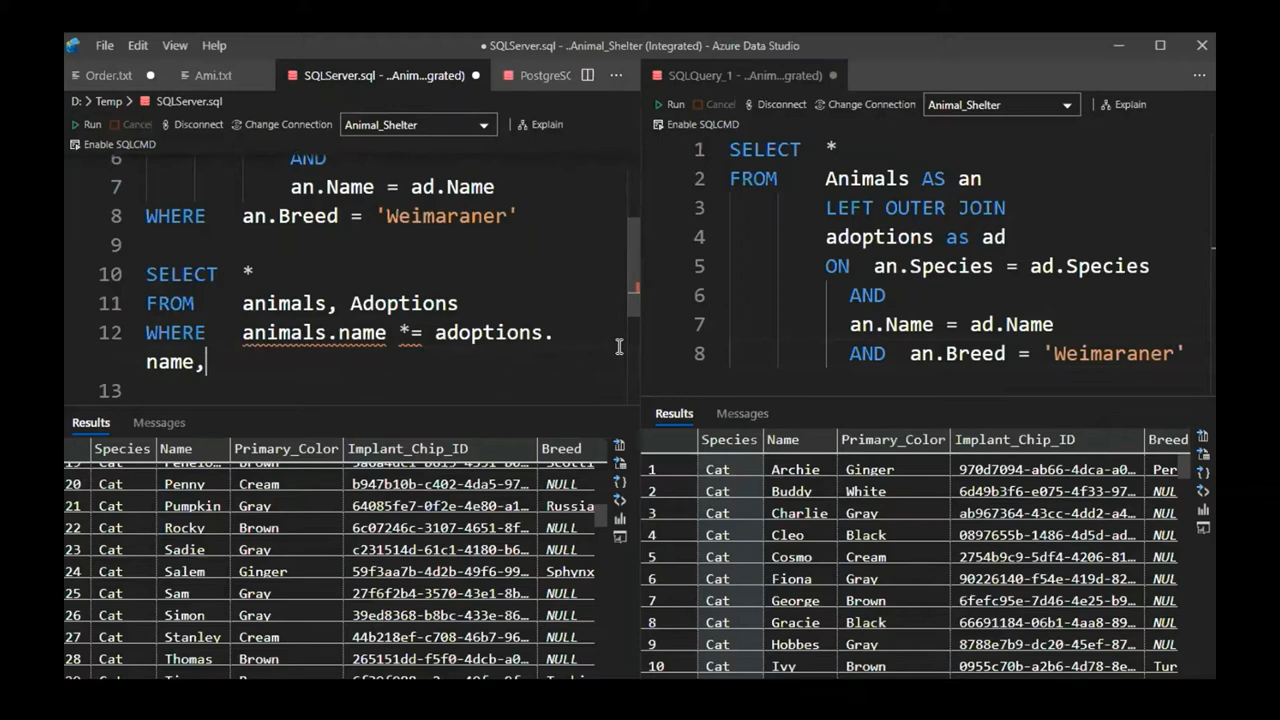 File Edit View Help
● SQLServer.sql - ..Animal_Shelter (Integrated) - Azure Data Studio
Order.txt
Ami.txt
SQLServer.sql - ..Anim...grated)
PostgreSC
D: > Temp > SQLServer.sql
Run Cancel Disconnect Change Connection Animal_Shelter Explain
Enable SQLCMD
6 AND
7 an.Name = ad.Name
8 WHERE an.Breed = 'Weimaraner'
9
10 SELECT *
11 FROM animals, Adoptions
12 WHERE animals.name *= adoptions.
name,
13
Results Messages
Species Name Primary_Color Implant_Chip_ID Breed
20 Cat Penny Cream b947b10b-c402-4da5-97… NULL
21 Cat Pumpkin Gray 64085fe7-0f2e-4e80-a1… Russia
22 Cat Rocky Brown 6c07246c-3107-4651-8f… NULL
23 Cat Sadie Gray c231514d-61c1-4180-b6… NULL
24 Cat Salem Ginger 59f3aa7b-4d2b-49f6-99… Sphynx
25 Cat Sam Gray 27f6f2b4-3757-43e1-8b… NULL
26 Cat Simon Gray 39ed8368-b8bc-433e-86… NULL
27 Cat Stanley Cream 44b218ef-c708-46b7-96… NULL
28 Cat Thomas Brown 265151dd-f5f0-4dcb-a0… NULL
SQLQuery_1 - ..Anim...grated)
Run Cancel Disconnect Change Connection Animal_Shelter Explain
Enable SQLCMD
1 SELECT *
2 FROM Animals AS an
3 LEFT OUTER JOIN
4 adoptions as ad
5 ON an.Species = ad.Species
6 AND
7 an.Name = ad.Name
8 AND an.Breed = 'Weimaraner'
Results Messages
Species Name Primary_Color Implant_Chip_ID Breed
1 Cat Archie Ginger 970d7094-ab66-4dca-a0… Per
2 Cat Buddy White 6d49b3f6-e075-4f33-97… NUL
3 Cat Charlie Gray ab967364-43cc-4dd2-a4… NUL
4 Cat Cleo Black 0897655b-1486-4d5d-ad… NUL
5 Cat Cosmo Cream 2754b9c9-5df4-4206-81… NUL
6 Cat Fiona Gray 90226140-f54e-419d-82… NUL
7 Cat George Brown 6fefc95e-7d46-4e25-b9… NUL
8 Cat Gracie Black 66691184-06b1-4aa8-89… NUL
9 Cat Hobbes Gray 8788e7b9-dc20-45ef-87… NUL
10 Cat Ivy Brown 0955c70b-a2b6-4d78-8e… Tur